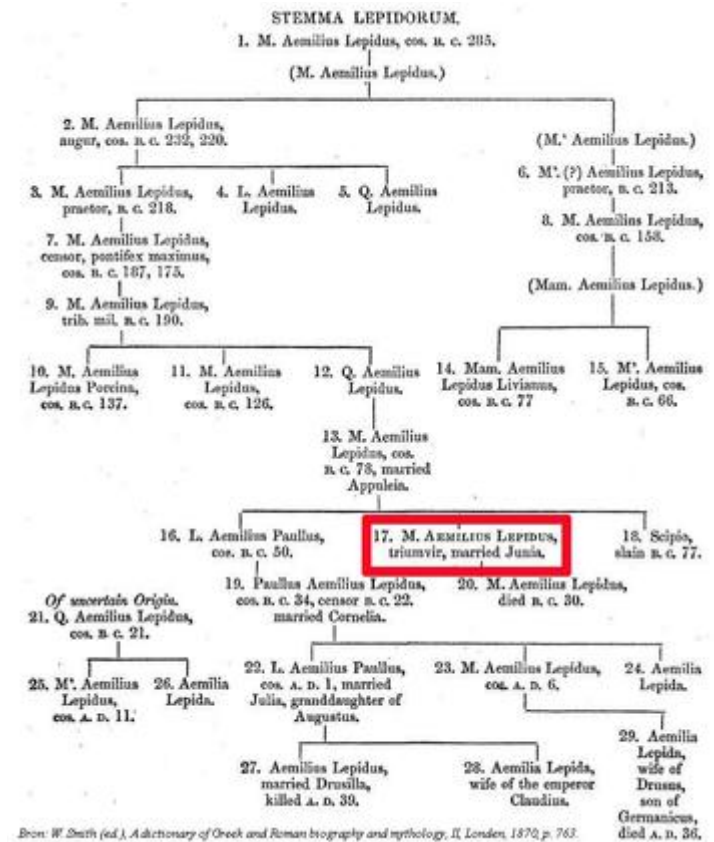 STEMMA LEPIDORUM.
1. M. Aemilius Lepidus, cos. B. C. 285.
(M. Aemilius Lepidus.)
2. M. Aemilius Lepidus,
augur, cos. B. C. 232, 220.
(M.' Aemilius Lepidus.)
3. M. Aemilius Lepidus,
praetor, B. C. 218.
4. L. Aemilius
Lepidus.
5. Q. Aemilius
Lepidus.
6. M'. (?) Aemilius Lepidus,
praetor, B. C. 213.
7. M. Aemilius Lepidus,
censor, pontifex maximus,
cos. B. C. 187, 175.
8. M. Aemilius Lepidus,
cos. B. C. 158.
9. M. Aemilius Lepidus,
trib. mil. B. C. 190.
(Mam. Aemilius Lepidus.)
10. M. Aemilius
Lepidus Porcina,
cos. B. C. 137.
11. M. Aemilius
Lepidus,
cos. B. C. 126.
12. Q. Aemilius
Lepidus.
14. Mam. Aemilius
Lepidus Livianus,
cos. B. C. 77
15. M'. Aemilius
Lepidus, cos.
B. C. 66.
13. M. Aemilius
Lepidus, cos.
B. C. 78, married
Appuleia.
16. L. Aemilius Paullus,
cos. B. C. 50.
17. M. AEMILIUS LEPIDUS,
triumvir, married Junia.
18. Scipio,
slain B. C. 77.
19. Paullus Aemilius Lepidus,
cos. B. C. 34, censor B. C. 22.
married Cornelia.
20. M. Aemilius Lepidus,
died B. C. 30.
Of uncertain Origin.
21. Q. Aemilius Lepidus,
cos. B. C. 21.
22. L. Aemilius Paullus,
cos. A. D. 1, married
Julia, granddaughter of
Augustus.
23. M. Aemilius Lepidus,
cos. A. D. 6.
24. Aemilia
Lepida.
25. M'. Aemilius
Lepidus,
cos. A. D. 11.
26. Aemilia
Lepida.
27. Aemilius Lepidus,
married Drusilla,
killed A. D. 39.
28. Aemilia Lepida,
wife of the emperor
Claudius.
29. Aemilia
Lepida,
wife of
Drusus,
son of
Germanicus,
died A. D. 36.
Bron: W. Smith (ed.), A dictionary of Greek and Roman biography and mythology, II, Londen, 1870, p. 763.